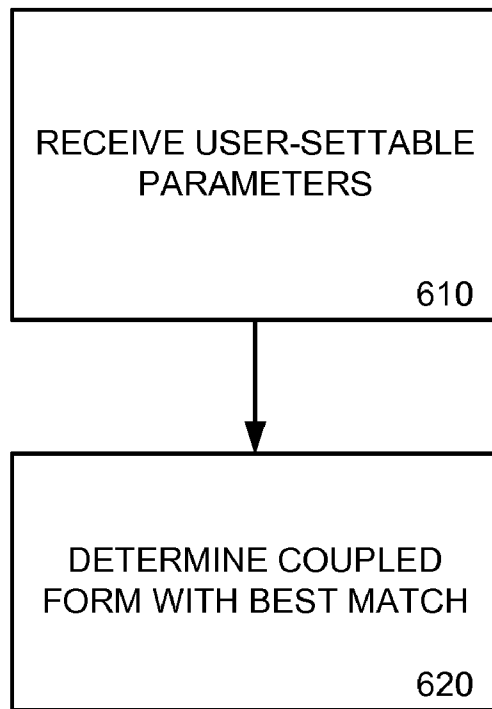 RECEIVE USER-SETTABLE
PARAMETERS
610
DETERMINE COUPLED
FORM WITH BEST MATCH
620